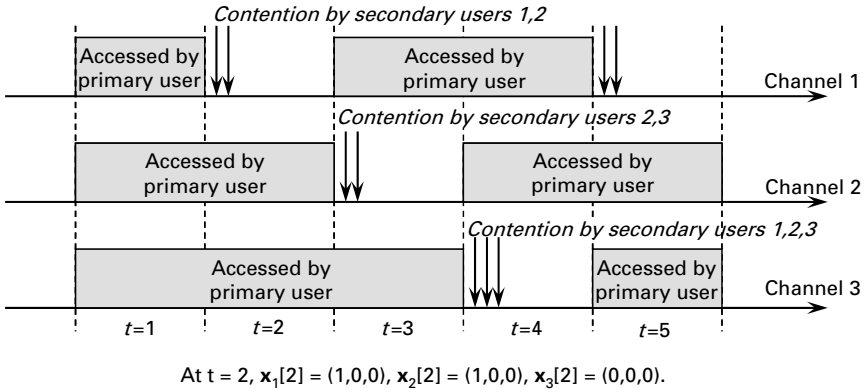 Contention by secondary users 1,2
Accessed by
primary user
Accessed by
primary user
Channel 1
Contention by secondary users 2,3
Accessed by
primary user
Accessed by
primary user
Channel 2
Contention by secondary users 1,2,3
Accessed by
primary user
Accessed by
primary user
Channel 3
t=1
t=2
t=3
t=4
t=5
At t = 2, x₁[2] = (1,0,0), x₂[2] = (1,0,0), x₃[2] = (0,0,0).